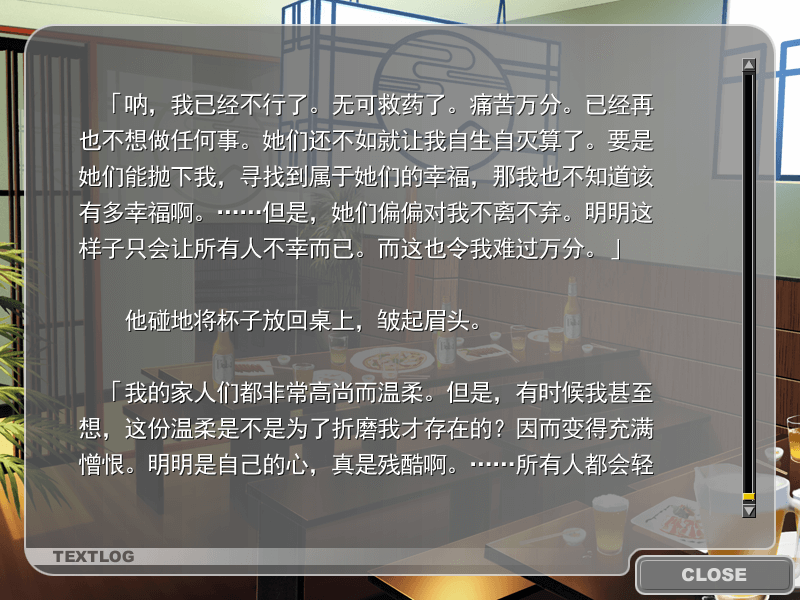 「呐，我已经不行了。无可救药了。痛苦万分。已经再
也不想做任何事。她们还不如就让我自生自灭算了。要是
她们能抛下我，寻找到属于她们的幸福，那我也不知道该
有多幸福啊。……但是，她们偏偏对我不离不弃。明明这
样子只会让所有人不幸而已。而这也令我难过万分。」
他碰地将杯子放回桌上，皱起眉头。
「我的家人们都非常高尚而温柔。但是，有时候我甚至
想，这份温柔是不是为了折磨我才存在的？因而变得充满
憎恨。明明是自己的心，真是残酷啊。……所有人都会轻
TEXTLOG
CLOSE